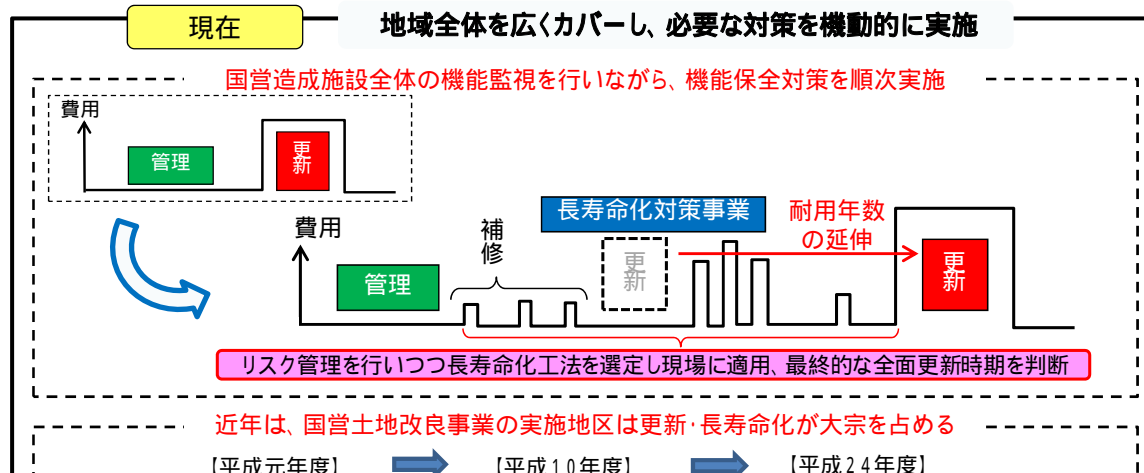 現在
地域全体を広くカバーし、必要な対策を機動的に実施
国営造成施設全体の機能監視を行いながら、機能保全対策を順次実施
費用
管理
更新
長寿命化対策事業
耐用年数
の延伸
費用
補修
管理
更新
更新
リスク管理を行いつつ長寿命化工法を選定し現場に適用、最終的な全面更新時期を判断
近年は、国営土地改良事業の実施地区は更新・長寿命化が大宗を占める
【平成元年度】
【平成10年度】
【平成24年度】